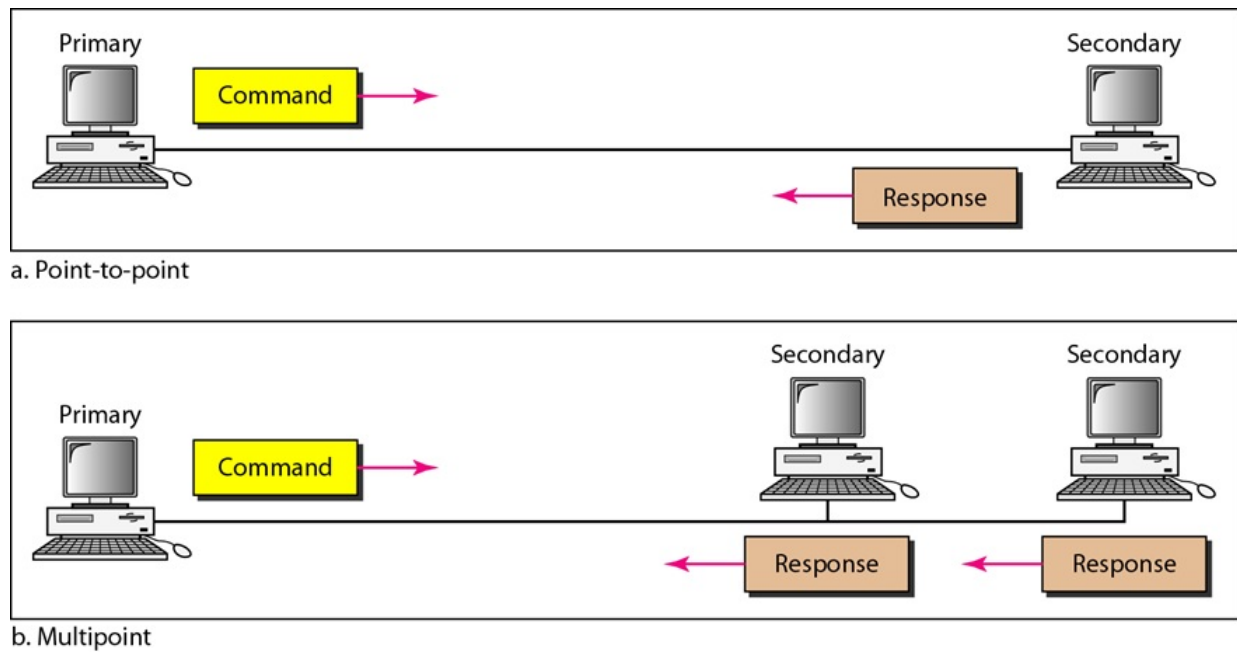 Primary
Secondary
Command
Response
a. Point-to-point
Secondary
Secondary
Primary
Command
Response
Response
b. Multipoint